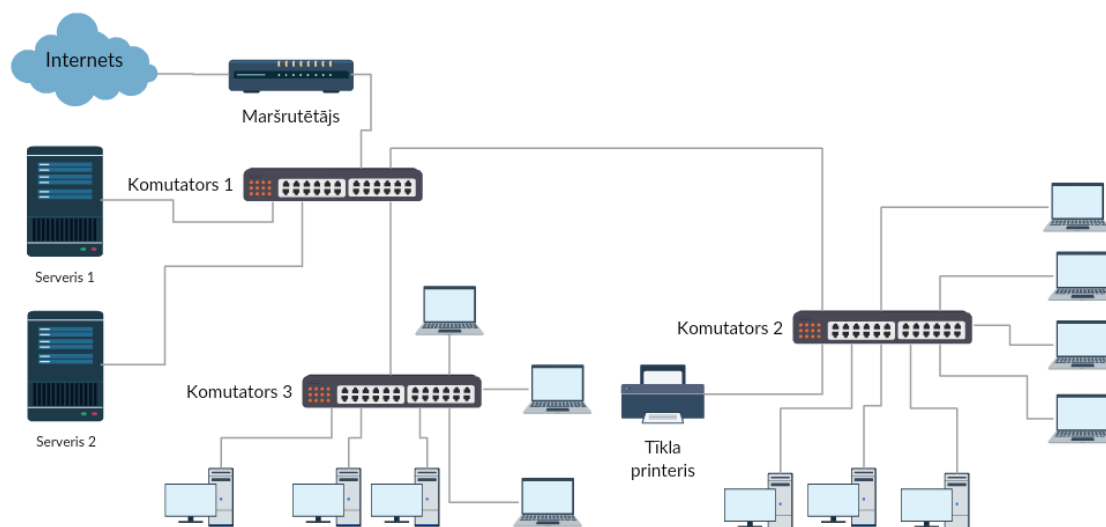 Internets
Maršrutētājs
Komutators 1
Serveris 1
Komutators 2
Komutators 3
Serveris 2
Tīkla
printeris